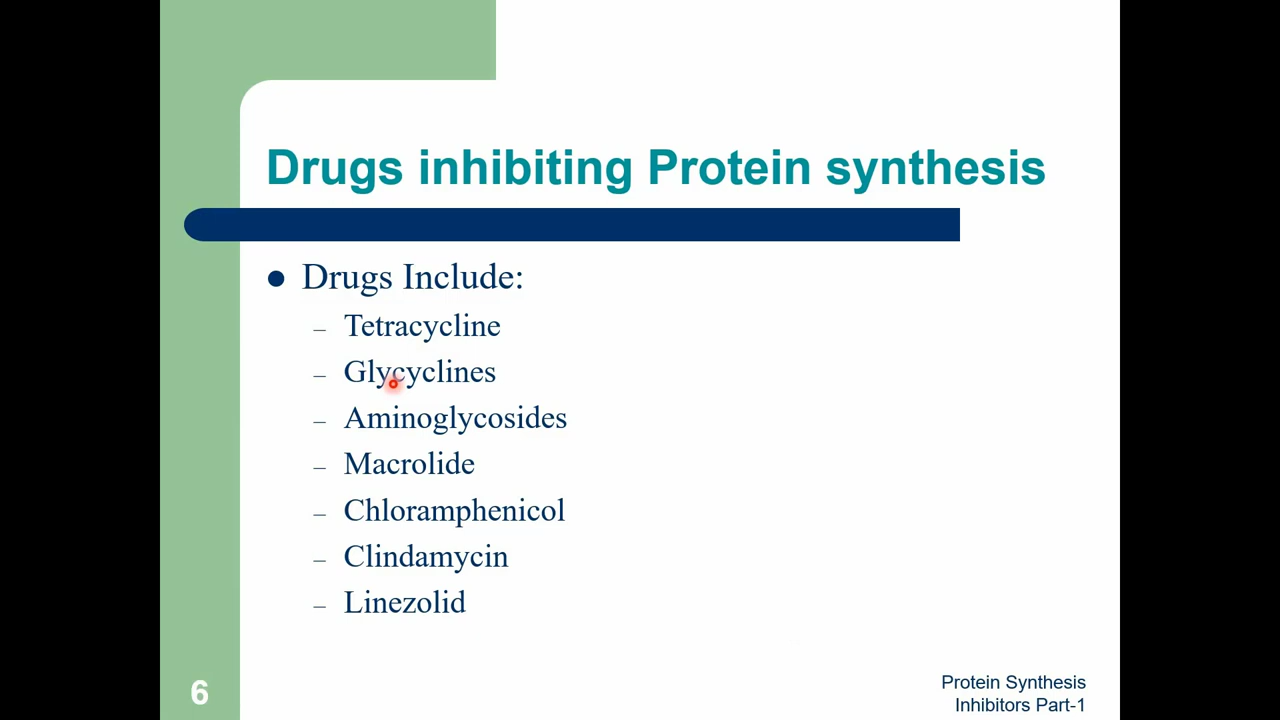 Drugs inhibiting Protein synthesis
● Drugs Include:
– Tetracycline
– Glycyclines
– Aminoglycosides
– Macrolide
– Chloramphenicol
– Clindamycin
– Linezolid
6
Protein Synthesis
Inhibitors Part-1